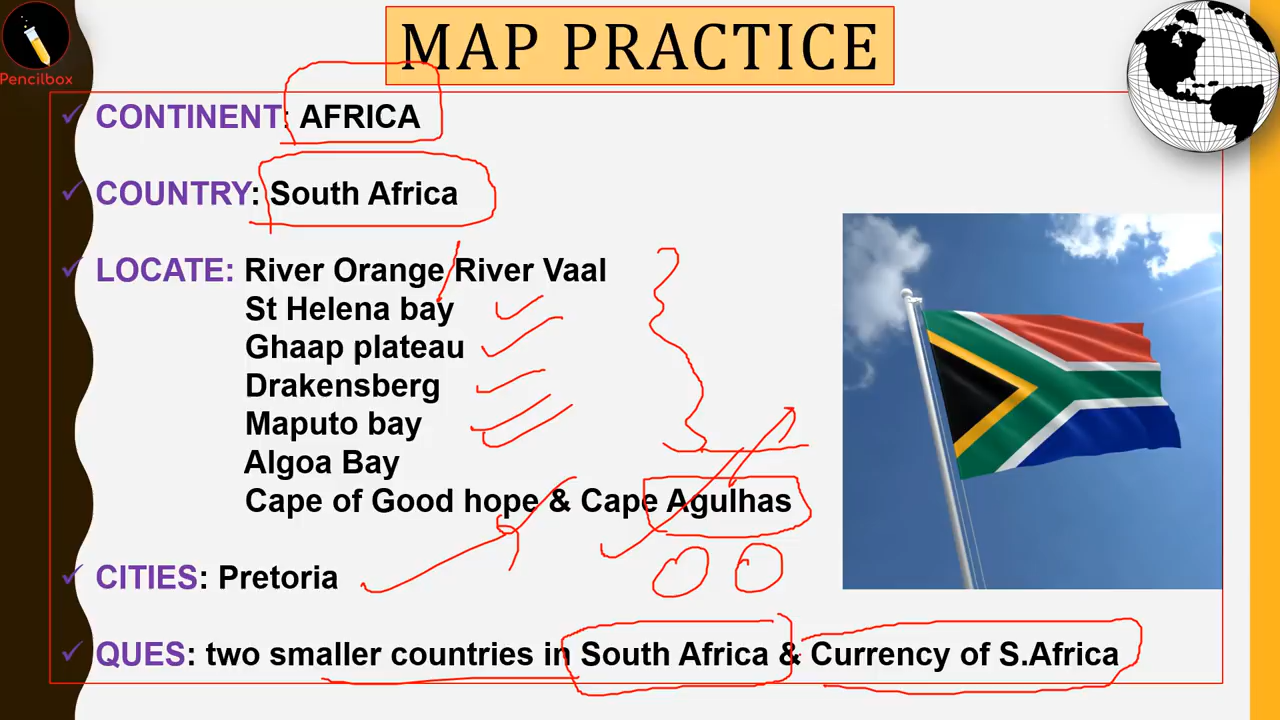 MAP PRACTICE
Pencilbox
CONTINENT: AFRICA
COUNTRY: South Africa
LOCATE: River Orange River Vaal
St Helena bay
Ghaap plateau
Drakensberg
Maputo bay
Algoa Bay
Cape of Good hope & Cape Agulhas
CITIES: Pretoria
QUES: two smaller countries in South Africa & Currency of S.Africa